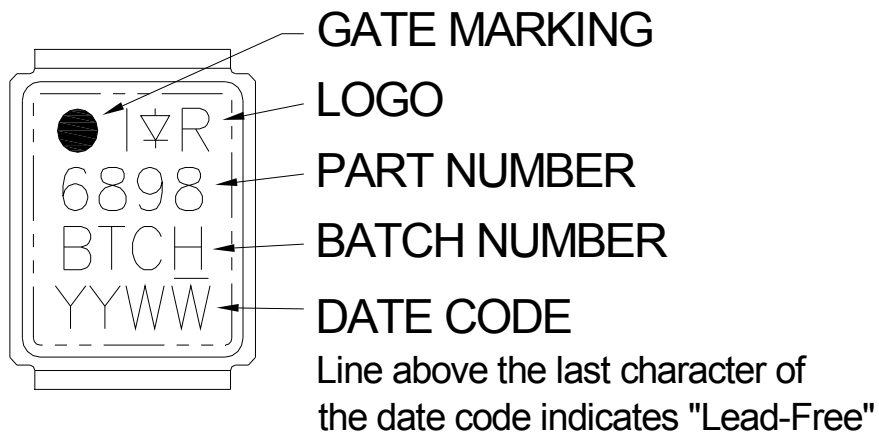 GATE MARKING
IR
LOGO
6898
PART NUMBER
BTCH
BATCH NUMBER
YYWW̅
DATE CODE
Line above the last character of
the date code indicates "Lead-Free"